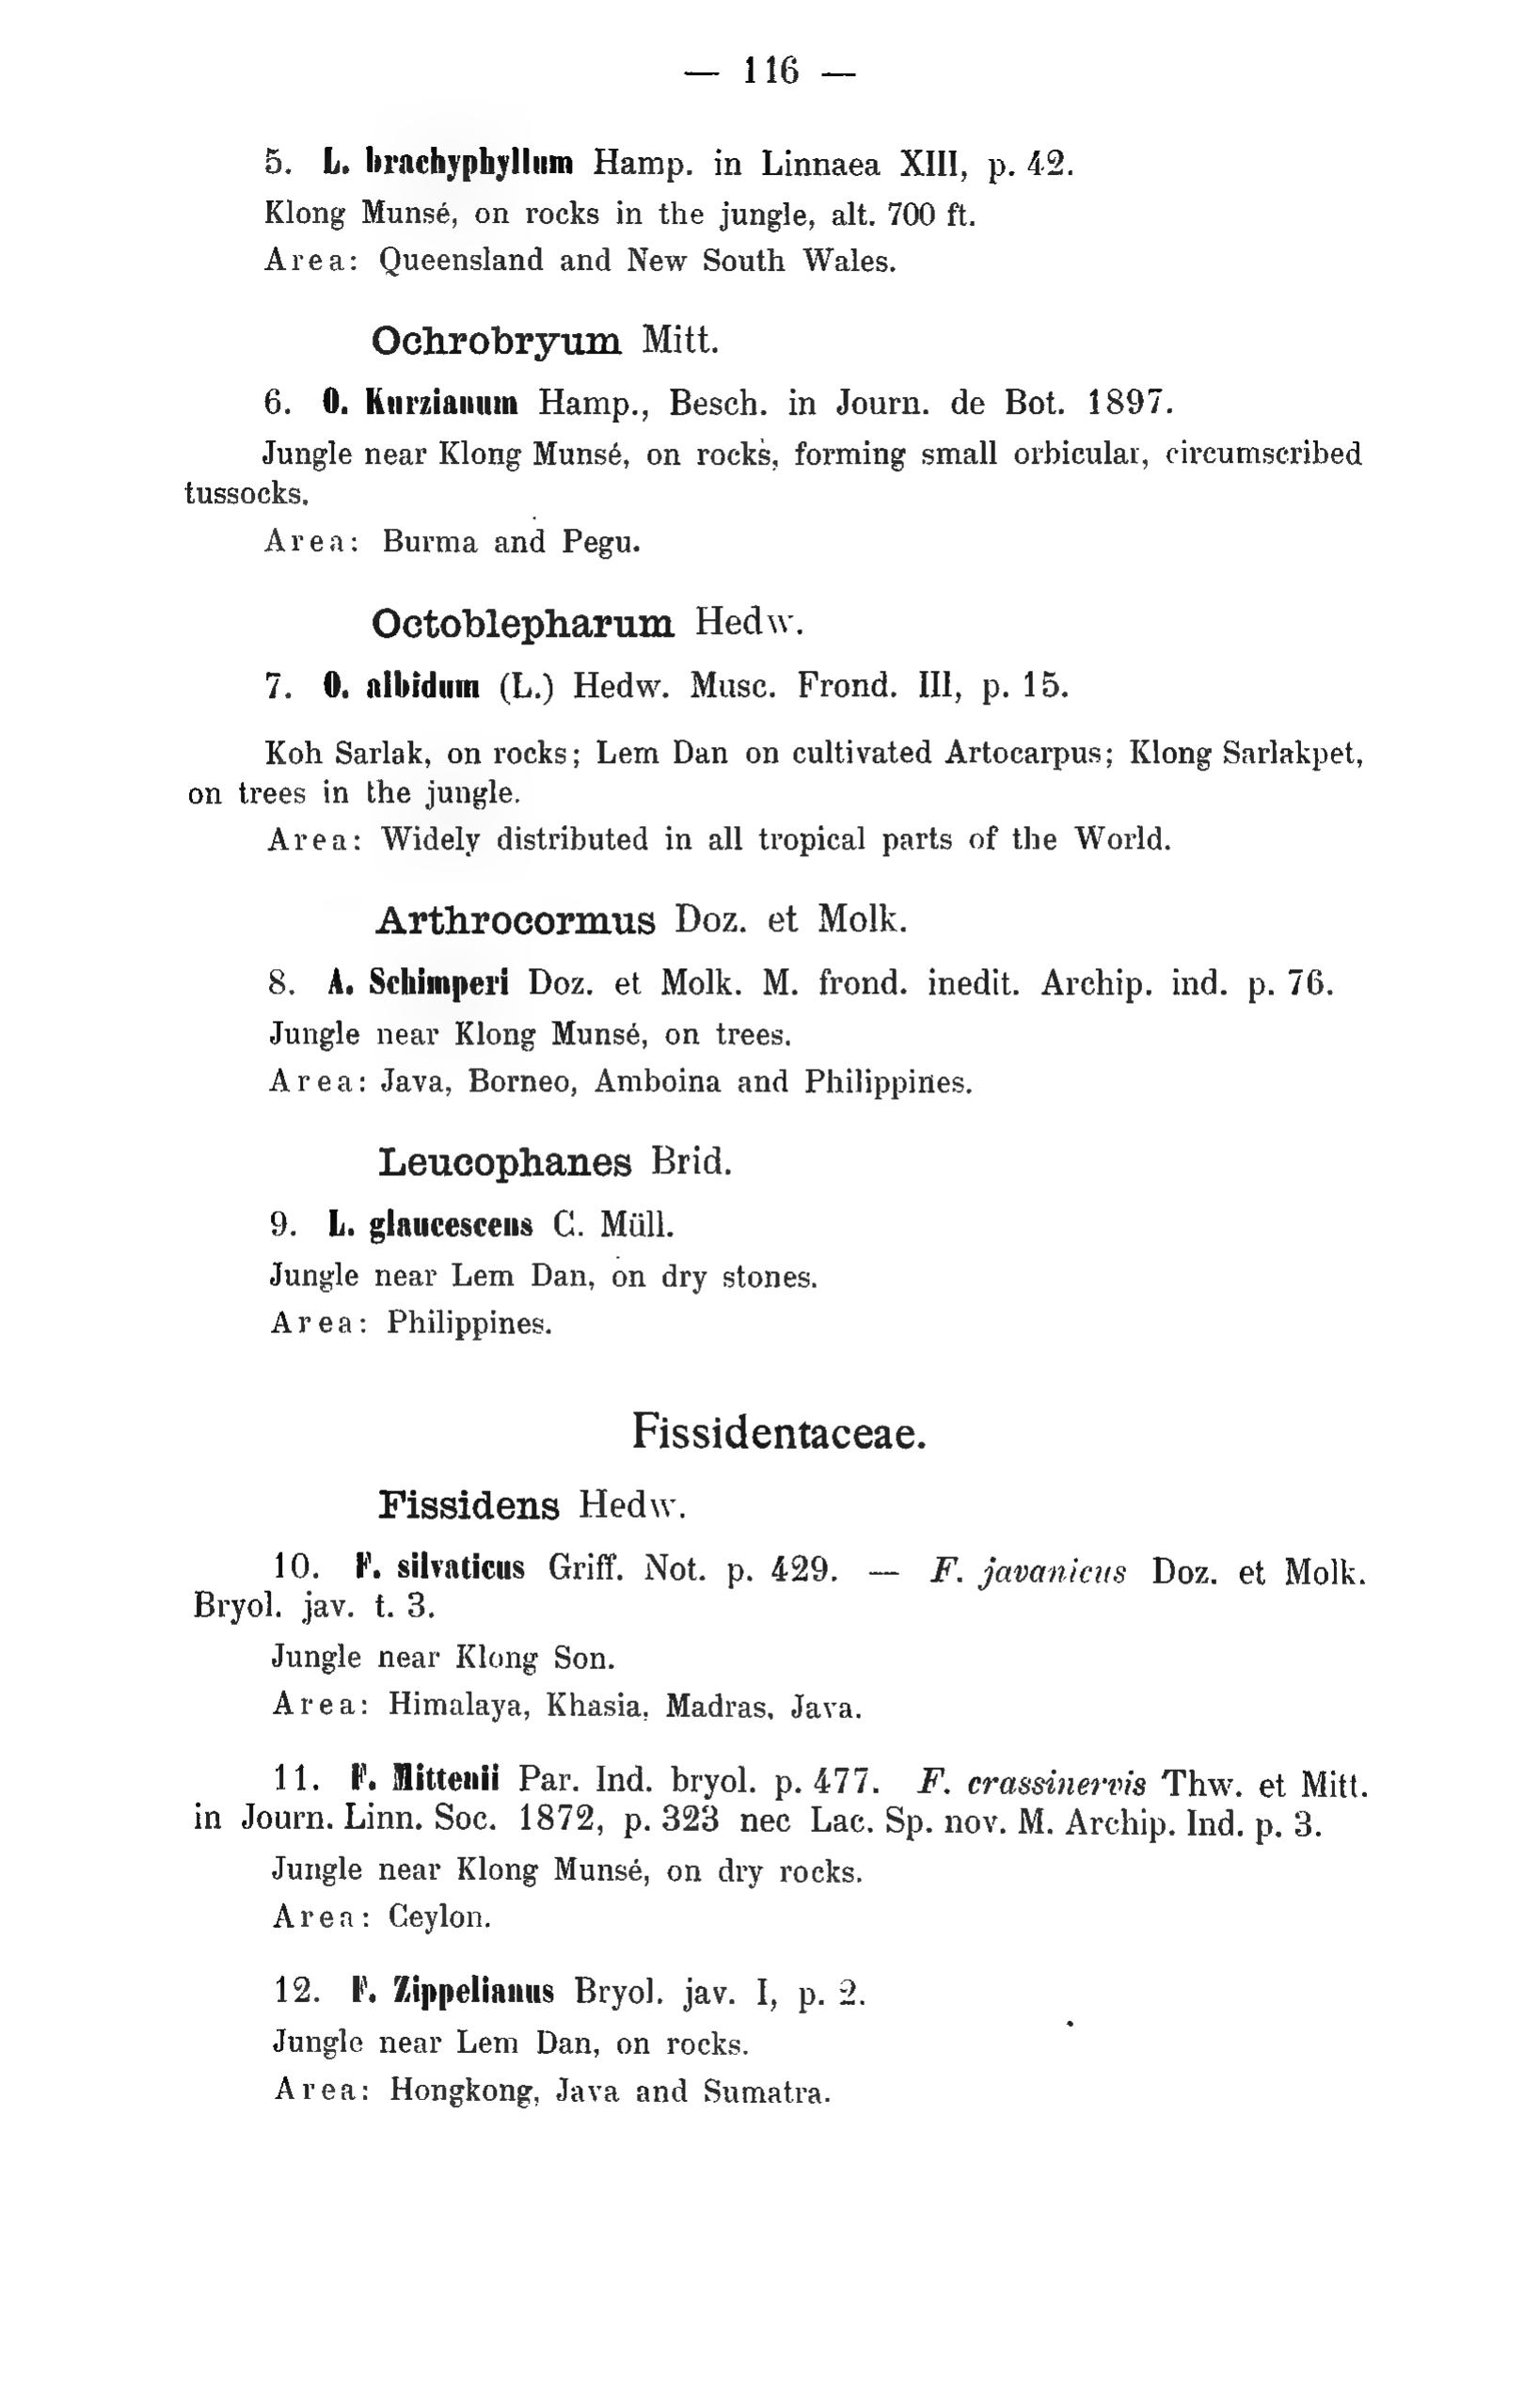 — 116 —
5. L. brachyphyllum Hamp. in Linnaea XIII, p. 42.
Klong Munsé, on rocks in the jungle, alt. 700 ft.
Area: Queensland and New South Wales.
Ochrobryum Mitt.
6. O. Kurzianum Hamp., Besch. in Journ. de Bot. 1897.
Jungle near Klong Munsé, on rocks, forming small orbicular, circumscribed
tussocks.
Area: Burma and Pegu.
Octoblepharum Hedw.
7. O. albidum (L.) Hedw. Musc. Frond. III, p. 15.
Koh Sarlak, on rocks; Lem Dan on cultivated Artocarpus; Klong Sarlakpet,
on trees in the jungle.
Area: Widely distributed in all tropical parts of the World.
Arthrocormus Doz. et Molk.
8. A. Schimperi Doz. et Molk. M. frond. inedit. Archip. ind. p. 76.
Jungle near Klong Munsé, on trees.
Area: Java, Borneo, Amboina and Philippines.
Leucophanes Brid.
9. L. glaucescens C. Müll.
Jungle near Lem Dan, on dry stones.
Area: Philippines.
Fissidentaceae.
Fissidens Hedw.
10. F. silvaticus Griff. Not. p. 429. — F. javanicus Doz. et Molk.
Bryol. jav. t. 3.
Jungle near Klong Son.
Area: Himalaya, Khasia, Madras, Java.
11. F. Mittenii Par. Ind. bryol. p. 477. F. crassinervis Thw. et Mitt.
in Journ. Linn. Soc. 1872, p. 323 nec Lac. Sp. nov. M. Archip. Ind. p. 3.
Jungle near Klong Munsé, on dry rocks.
Area: Ceylon.
12. F. Zippelianus Bryol. jav. I, p. 2.
Jungle near Lem Dan, on rocks.
Area: Hongkong, Java and Sumatra.